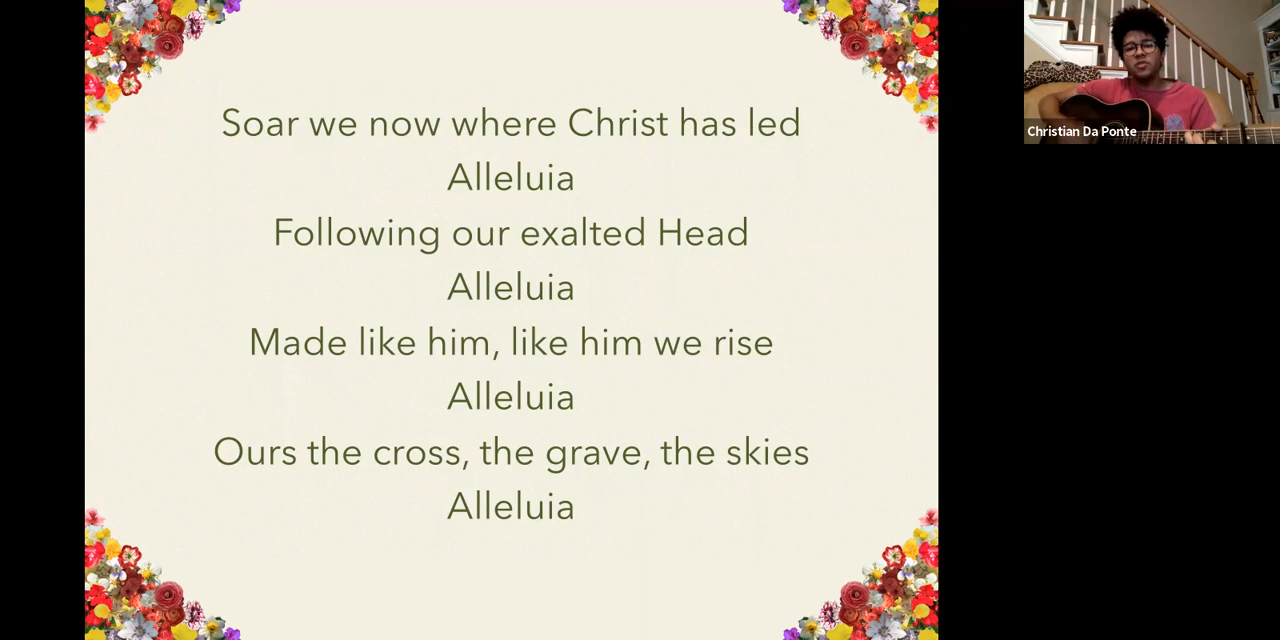 Soar we now where Christ has led
Alleluia
Following our exalted Head
Alleluia
Made like him, like him we rise
Alleluia
Ours the cross, the grave, the skies
Alleluia
Christian Da Ponte